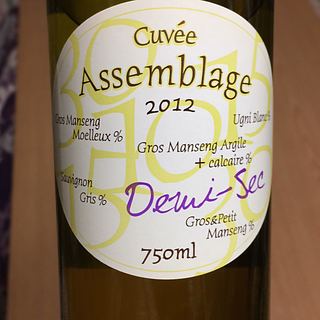 Cuvée
Assemblage
2012
Gros Manseng
Moelleux %
Ugni Blanc %
Gros Manseng Argile
+ calcaire %
Sauvignon
Gris %
Demi-Sec
Gros&Petit
Manseng %
750ml